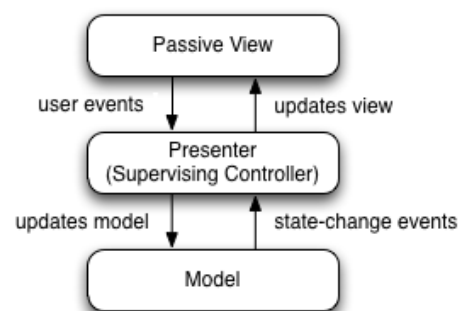 Passive View
user events
updates view
Presenter
(Supervising Controller)
updates model
state-change events
Model